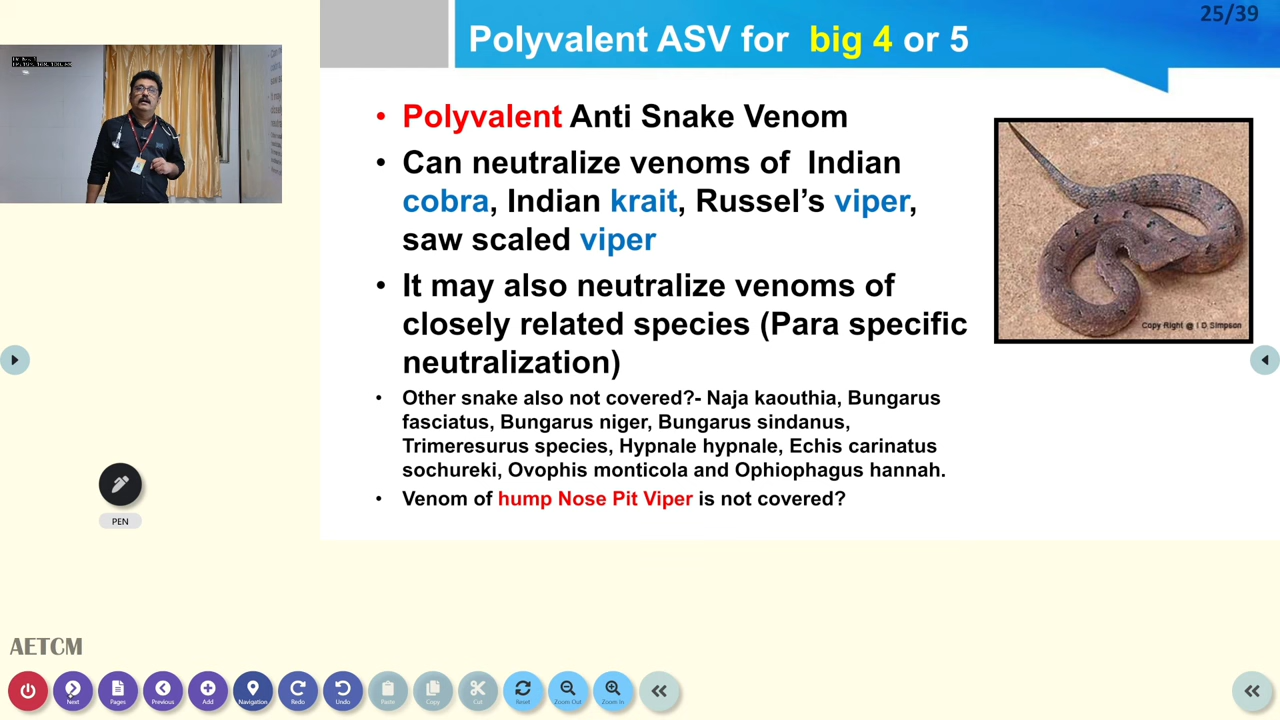 25/39
Polyvalent ASV for big 4 or 5
• Polyvalent Anti Snake Venom
• Can neutralize venoms of Indian
cobra, Indian krait, Russel's viper,
saw scaled viper
• It may also neutralize venoms of
closely related species (Para specific
neutralization)
• Other snake also not covered?- Naja kaouthia, Bungarus
fasciatus, Bungarus niger, Bungarus sindanus,
Trimeresurus species, Hypnale hypnale, Echis carinatus
sochureki, Ovophis monticola and Ophiophagus hannah.
• Venom of hump Nose Pit Viper is not covered?
Copy Right @ I D Simpson
PEN
AETCM
Next
Pages
Previous
Add
Navigation
Redo
Undo
Paste
Copy
Cut
Reset
Zoom Out
Zoom In